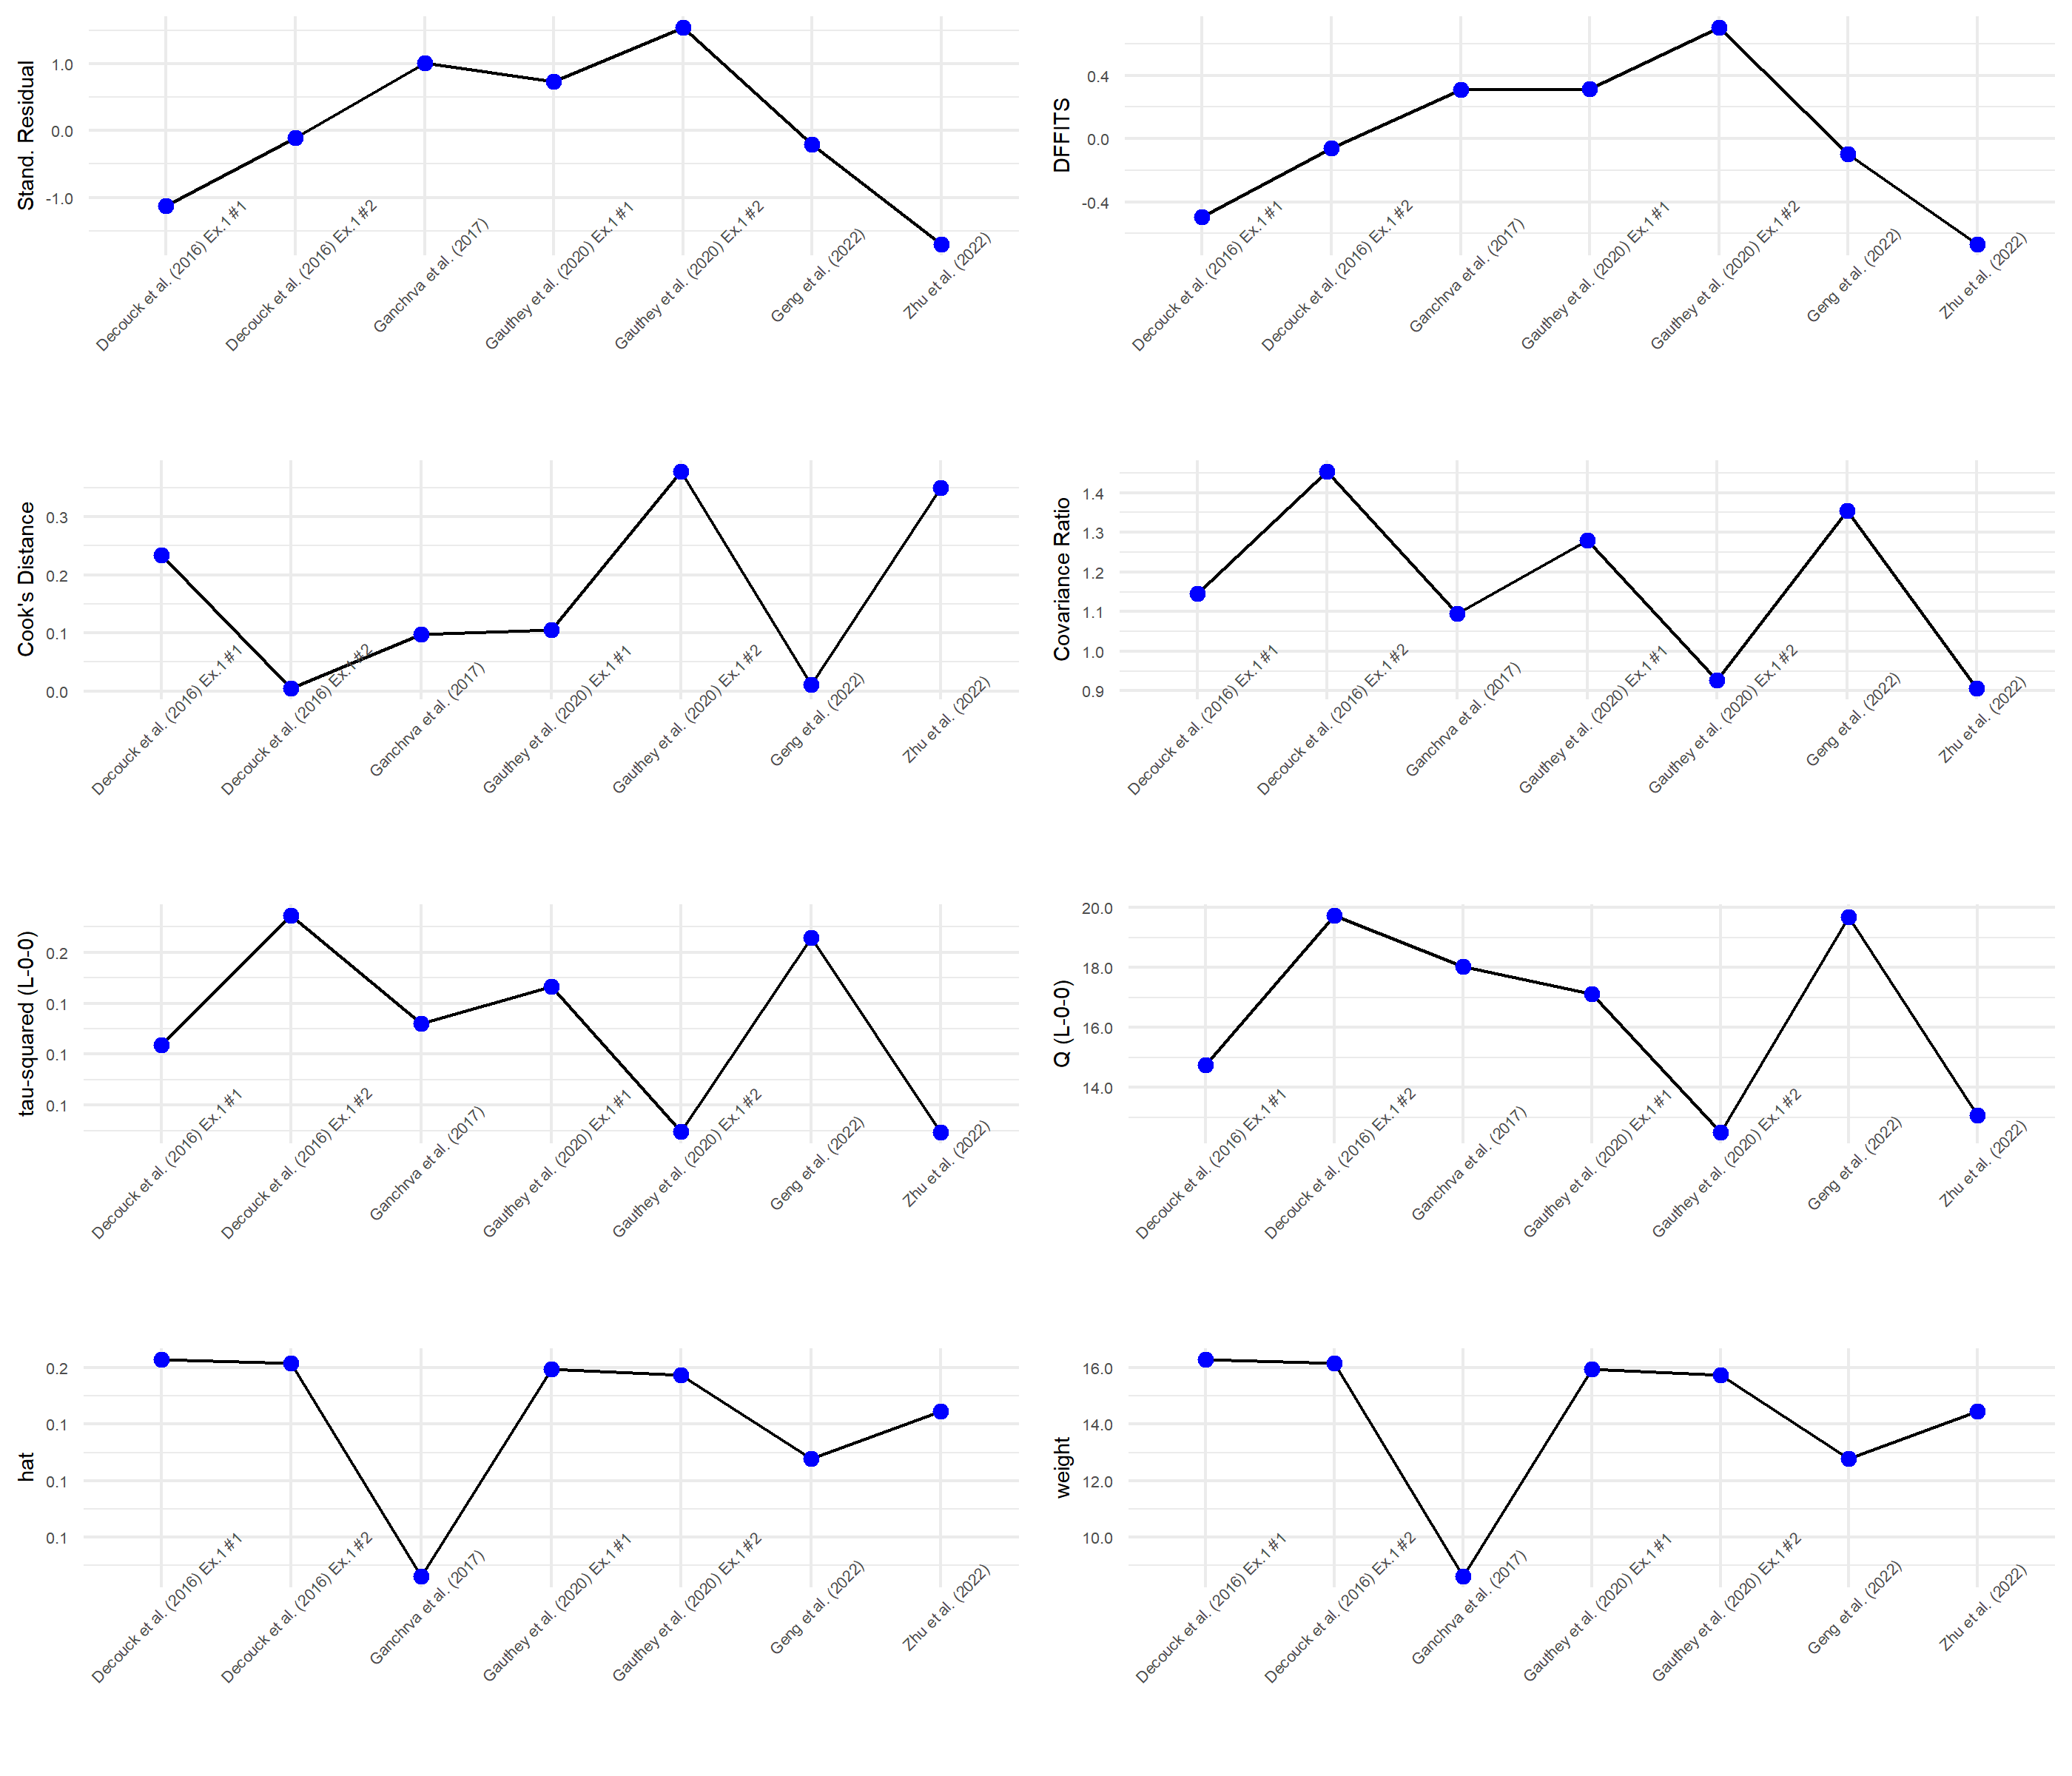 Stand. Residual
1.0
0.0
-1.0
Decouck et al. (2016) Ex.1#1
Decouck et al. (2016) Ex.1#2
Ganchrva et al. (2017)
Gauthey et al. (2020) Ex.1#1
Gauthey et al. (2020) Ex.1#2
Geng et al. (2022)
Zhu et al. (2022)
DFFITS
0.4
0.0
-0.4
Decouck et al. (2016) Ex.1#1
Decouck et al. (2016) Ex.1#2
Ganchrva et al. (2017)
Gauthey et al. (2020) Ex.1#1
Gauthey et al. (2020) Ex.1#2
Geng et al. (2022)
Zhu et al. (2022)
Cook's Distance
0.3
0.2
0.1
0.0
Decouck et al. (2016) Ex.1#1
Decouck et al. (2016) Ex.1#2
Ganchrva et al. (2017)
Gauthey et al. (2020) Ex.1#1
Gauthey et al. (2020) Ex.1#2
Geng et al. (2022)
Zhu et al. (2022)
Covariance Ratio
1.4
1.3
1.2
1.1
1.0
0.9
Decouck et al. (2016) Ex.1#1
Decouck et al. (2016) Ex.1#2
Ganchrva et al. (2017)
Gauthey et al. (2020) Ex.1#1
Gauthey et al. (2020) Ex.1#2
Geng et al. (2022)
Zhu et al. (2022)
tau-squared (L-0-0)
0.2
0.1
0.1
0.1
Decouck et al. (2016) Ex.1#1
Decouck et al. (2016) Ex.1#2
Ganchrva et al. (2017)
Gauthey et al. (2020) Ex.1#1
Gauthey et al. (2020) Ex.1#2
Geng et al. (2022)
Zhu et al. (2022)
Q (L-0-0)
20.0
18.0
16.0
14.0
Decouck et al. (2016) Ex.1#1
Decouck et al. (2016) Ex.1#2
Ganchrva et al. (2017)
Gauthey et al. (2020) Ex.1#1
Gauthey et al. (2020) Ex.1#2
Geng et al. (2022)
Zhu et al. (2022)
hat
0.2
0.1
0.1
0.1
Decouck et al. (2016) Ex.1#1
Decouck et al. (2016) Ex.1#2
Ganchrva et al. (2017)
Gauthey et al. (2020) Ex.1#1
Gauthey et al. (2020) Ex.1#2
Geng et al. (2022)
Zhu et al. (2022)
weight
16.0
14.0
12.0
10.0
Decouck et al. (2016) Ex.1#1
Decouck et al. (2016) Ex.1#2
Ganchrva et al. (2017)
Gauthey et al. (2020) Ex.1#1
Gauthey et al. (2020) Ex.1#2
Geng et al. (2022)
Zhu et al. (2022)